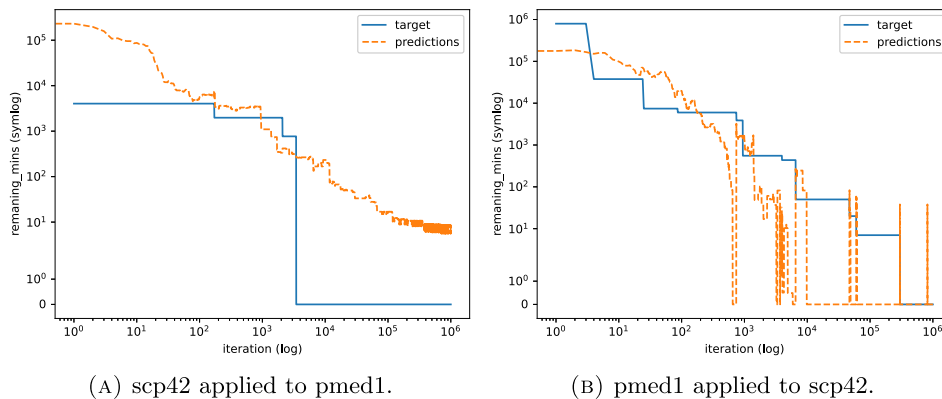 target
predictions
10^5
10^4
10^3
10^2
10^1
10^0
0
remaning_mins (symlog)
10^0 10^1 10^2 10^3 10^4 10^5 10^6
iteration (log)
(A) scp42 applied to pmed1.
target
predictions
10^6
10^5
10^4
10^3
10^2
10^1
10^0
0
remaning_mins (symlog)
10^0 10^1 10^2 10^3 10^4 10^5 10^6
iteration (log)
(B) pmed1 applied to scp42.